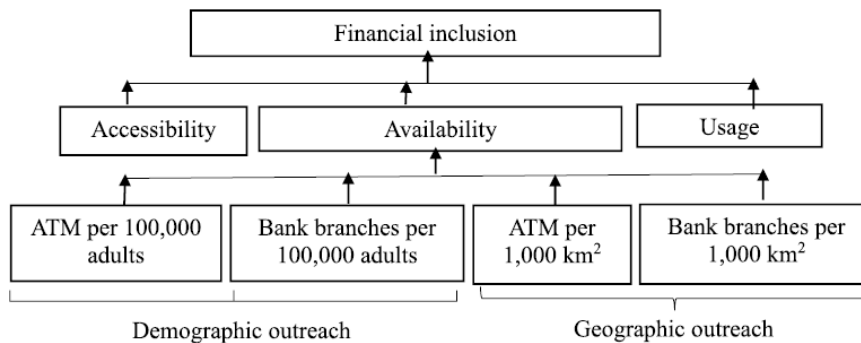 Financial inclusion
Accessibility
Availability
Usage
ATM per 100,000
adults
Bank branches per
100,000 adults
ATM per
1,000 km²
Bank branches per
1,000 km²
Demographic outreach
Geographic outreach